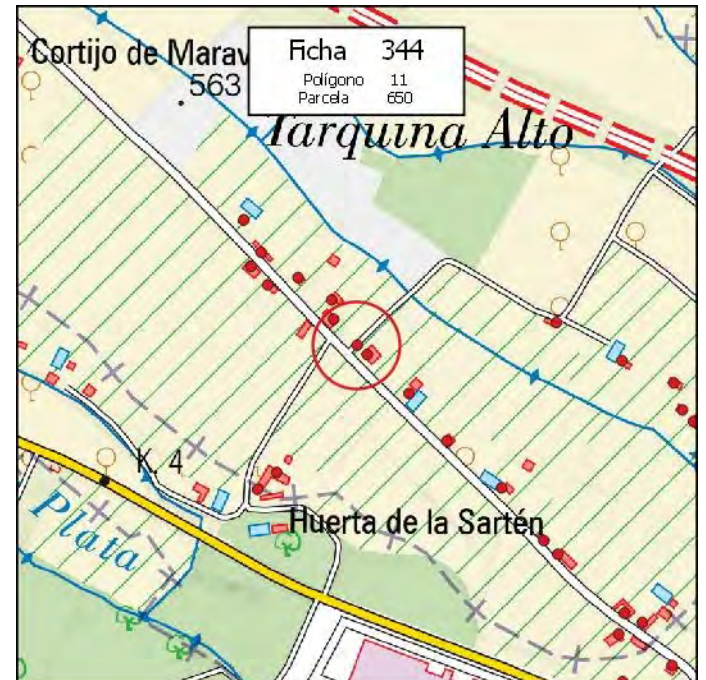 Cortijo de Marav
563
Ficha 344
Polígono 11
Parcela 650
Tarquina Alto
K. 4
Plata
Huerta de la Sartén